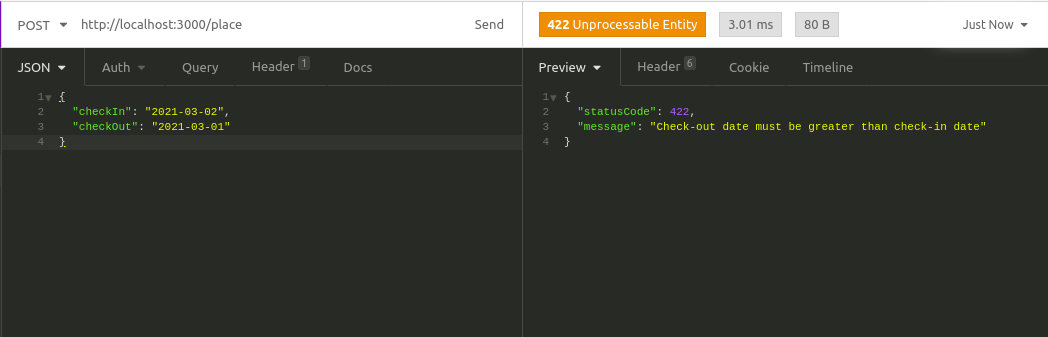 POST http://localhost:3000/place Send
422 Unprocessable Entity 3.01 ms 80 B Just Now
JSON Auth Query Header 1 Docs
Preview Header 6 Cookie Timeline
1 {
2 "checkIn": "2021-03-02",
3 "checkOut": "2021-03-01"
4 }
1 {
2 "statusCode": 422,
3 "message": "Check-out date must be greater than check-in date"
4 }